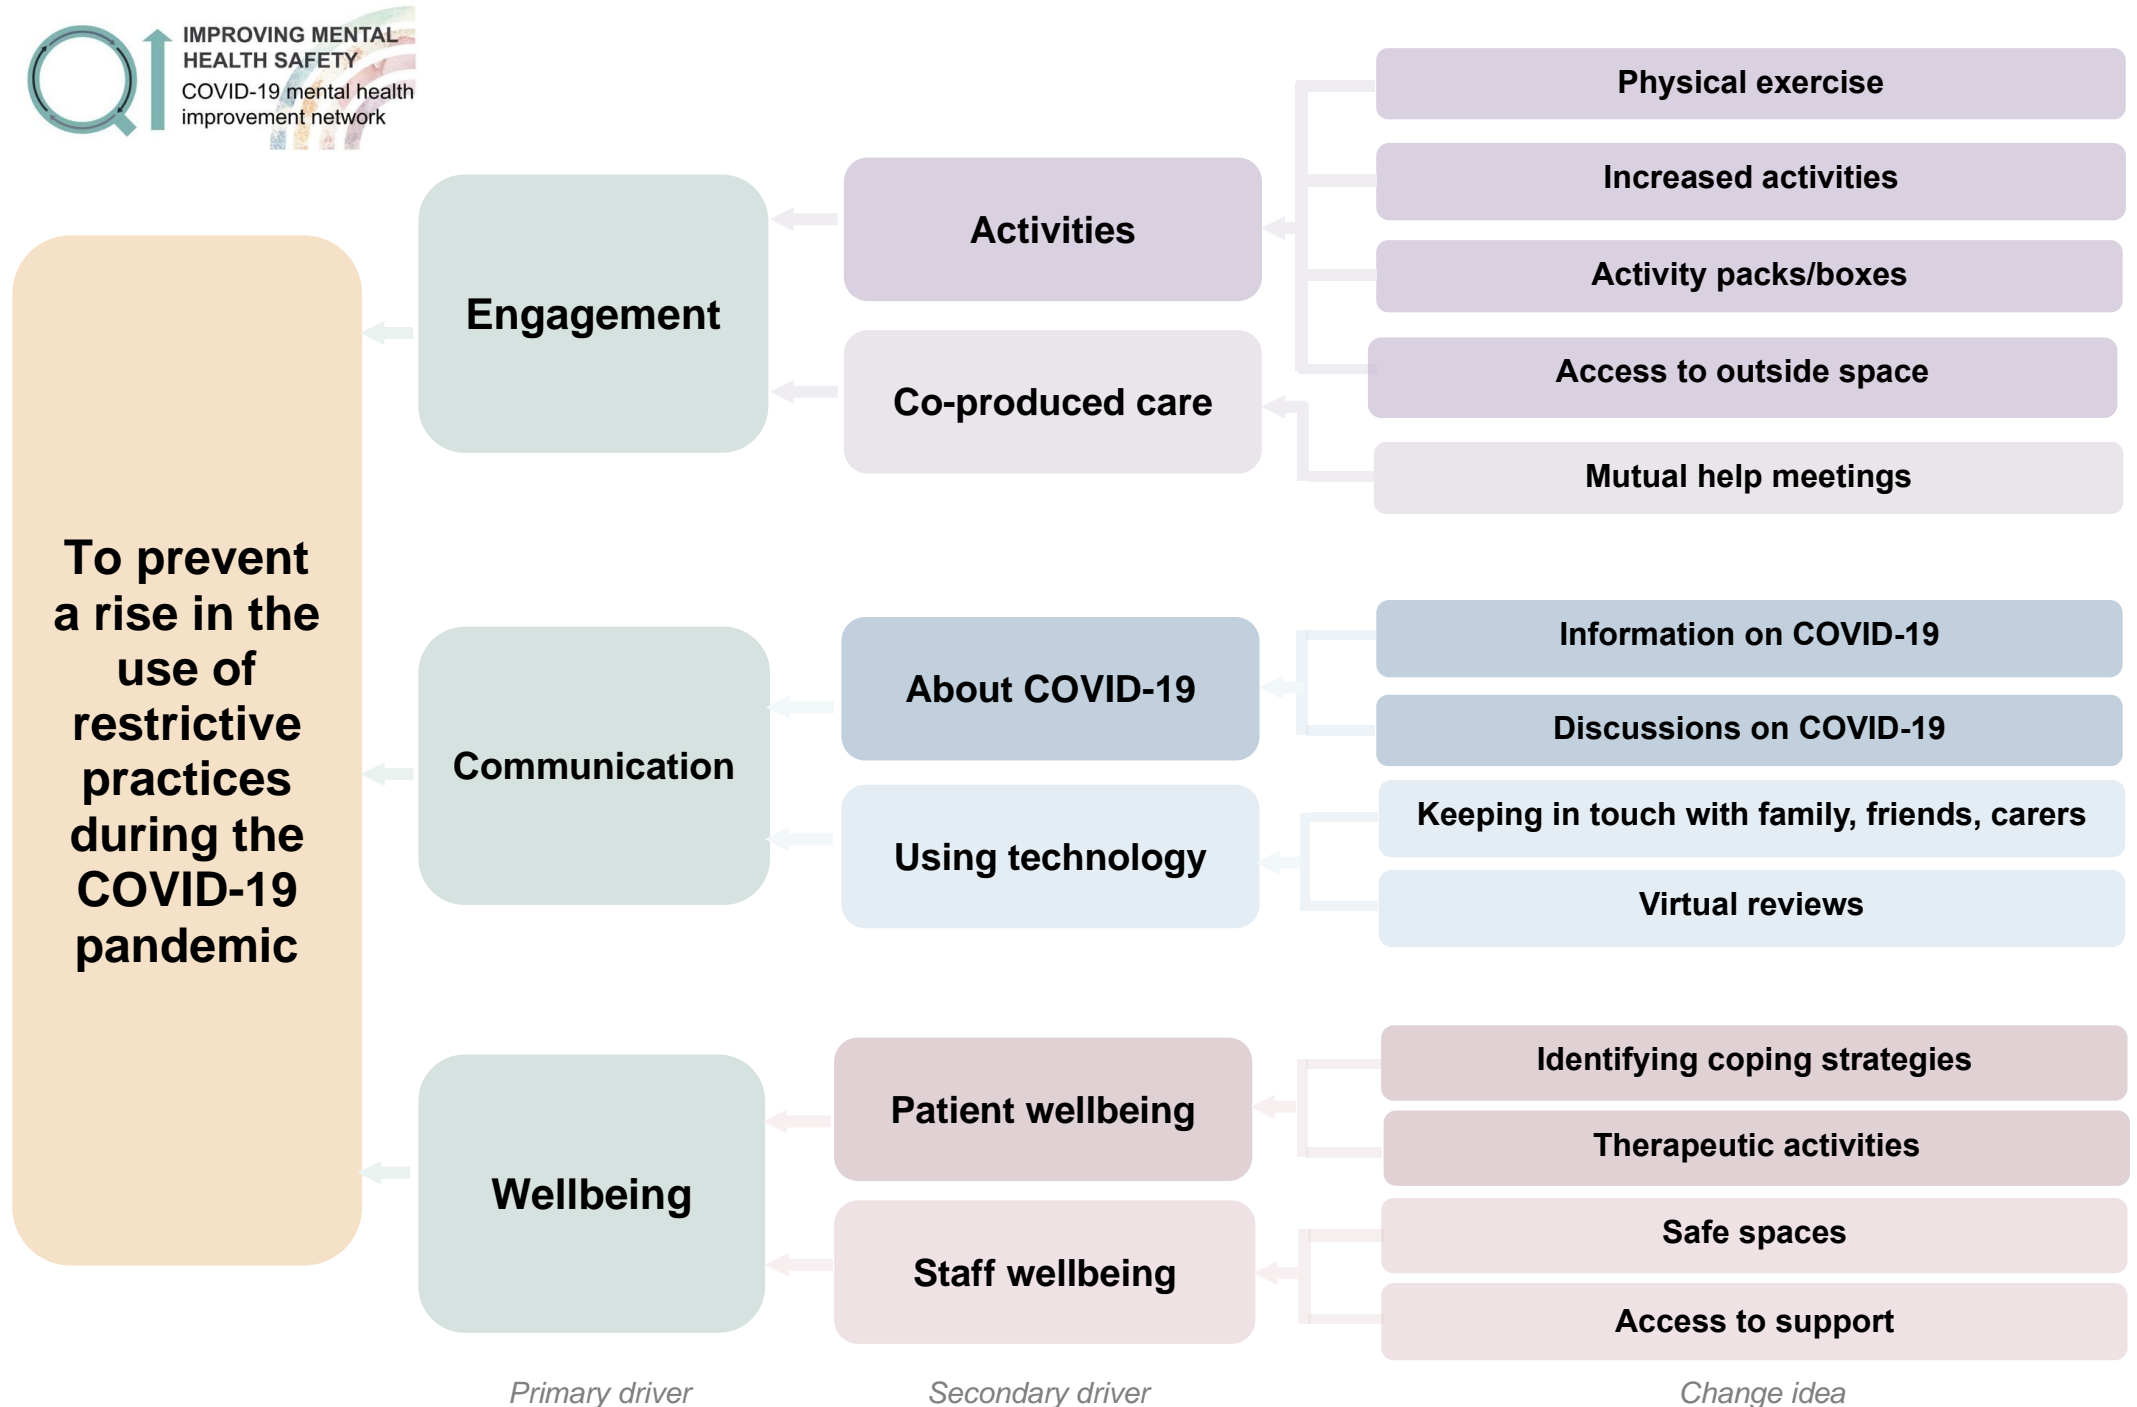 IMPROVING MENTAL
HEALTH SAFETY
COVID-19 mental health
improvement network
To prevent
a rise in the
use of
restrictive
practices
during the
COVID-19
pandemic
Engagement
Activities
Physical exercise
Increased activities
Activity packs/boxes
Access to outside space
Co-produced care
Mutual help meetings
Communication
About COVID-19
Information on COVID-19
Discussions on COVID-19
Using technology
Keeping in touch with family, friends, carers
Virtual reviews
Wellbeing
Patient wellbeing
Identifying coping strategies
Therapeutic activities
Staff wellbeing
Safe spaces
Access to support
Primary driver
Secondary driver
Change idea